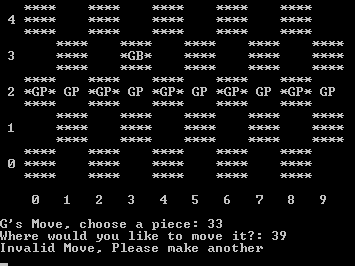 4 **** **** **** **** ****
**** **** **** **** ****
**** **** **** **** ****
**** **** **** **** ****
3 **** *GB* **** **** ****
**** **** **** **** ****
**** **** **** **** ****
2 *GP* GP *GP* GP *GP* GP *GP* GP *GP* GP
**** **** **** **** ****
**** **** **** **** ****
1 **** **** **** **** ****
**** **** **** **** ****
**** **** **** **** ****
0 **** **** **** **** ****
**** **** **** **** ****
0 1 2 3 4 5 6 7 8 9
G's Move, choose a piece: 33
Where would you like to move it?: 39
Invalid Move, Please make another